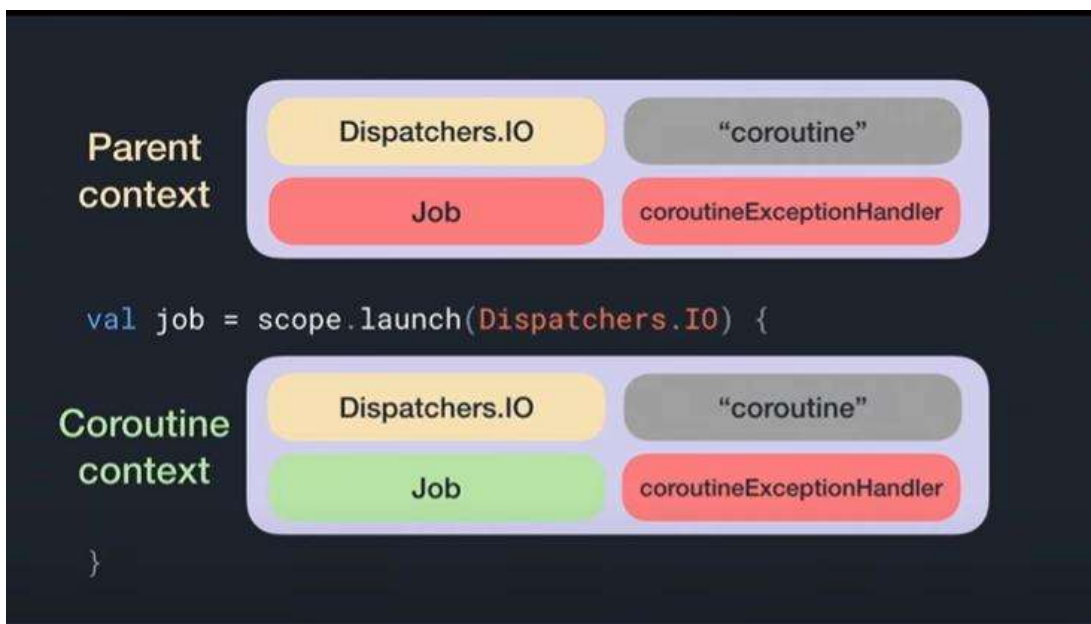 Parent
context
Dispatchers.IO
“coroutine”
Job
coroutineExceptionHandler
val job = scope.launch(Dispatchers.IO) {
Coroutine
context
Dispatchers.IO
“coroutine”
Job
coroutineExceptionHandler
}